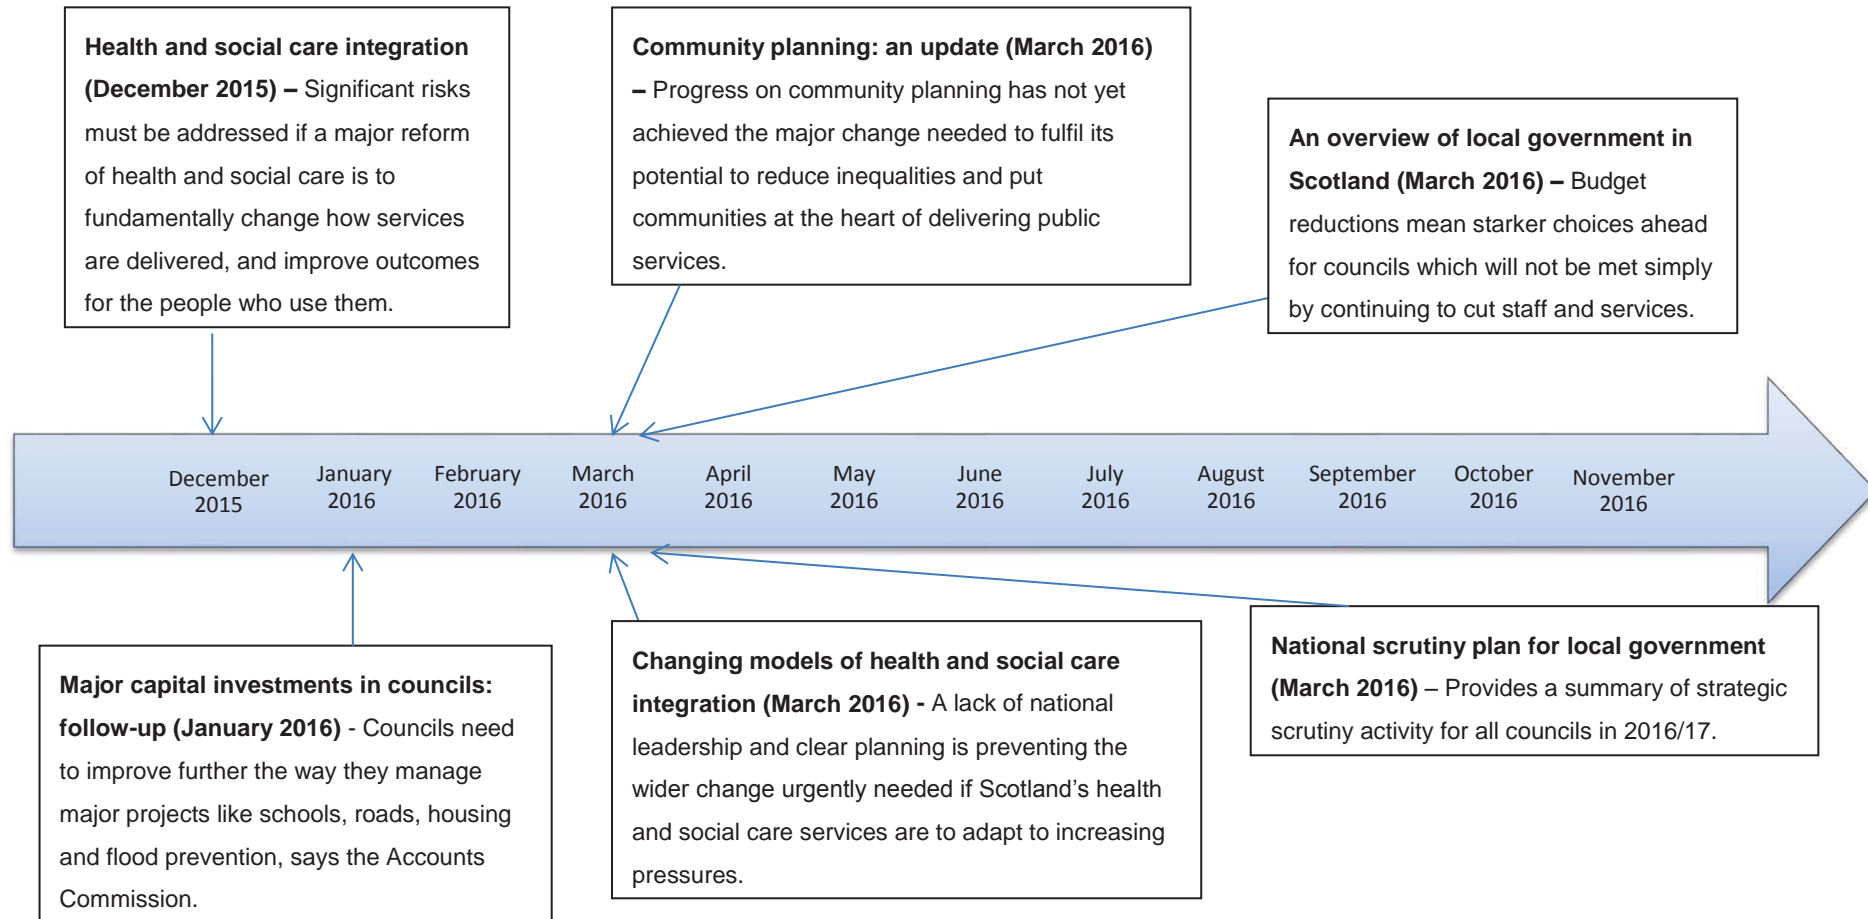 Health and social care integration
(December 2015) – Significant risks
must be addressed if a major reform
of health and social care is to
fundamentally change how services
are delivered, and improve outcomes
for the people who use them.
Community planning: an update (March 2016)
– Progress on community planning has not yet
achieved the major change needed to fulfil its
potential to reduce inequalities and put
communities at the heart of delivering public
services.
An overview of local government in
Scotland (March 2016) – Budget
reductions mean starker choices ahead
for councils which will not be met simply
by continuing to cut staff and services.
December
2015
January
2016
February
2016
March
2016
April
2016
May
2016
June
2016
July
2016
August
2016
September
2016
October
2016
November
2016
Major capital investments in councils:
follow-up (January 2016) - Councils need
to improve further the way they manage
major projects like schools, roads, housing
and flood prevention, says the Accounts
Commission.
Changing models of health and social care
integration (March 2016) - A lack of national
leadership and clear planning is preventing the
wider change urgently needed if Scotland’s health
and social care services are to adapt to increasing
pressures.
National scrutiny plan for local government
(March 2016) – Provides a summary of strategic
scrutiny activity for all councils in 2016/17.